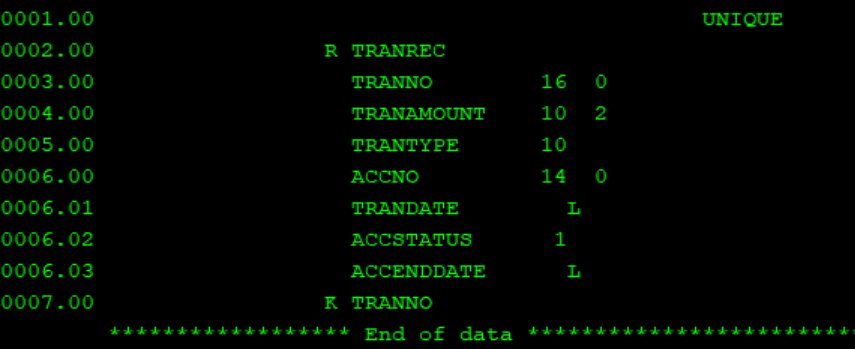 0001.00 UNIQUE
0002.00 R TRANREC
0003.00 TRANNO 16 0
0004.00 TRANAMOUNT 10 2
0005.00 TRANTYPE 10
0006.00 ACCNO 14 0
0006.01 TRANDATE L
0006.02 ACCSTATUS 1
0006.03 ACCENDDATE L
0007.00 K TRANNO
****************** End of data *************************